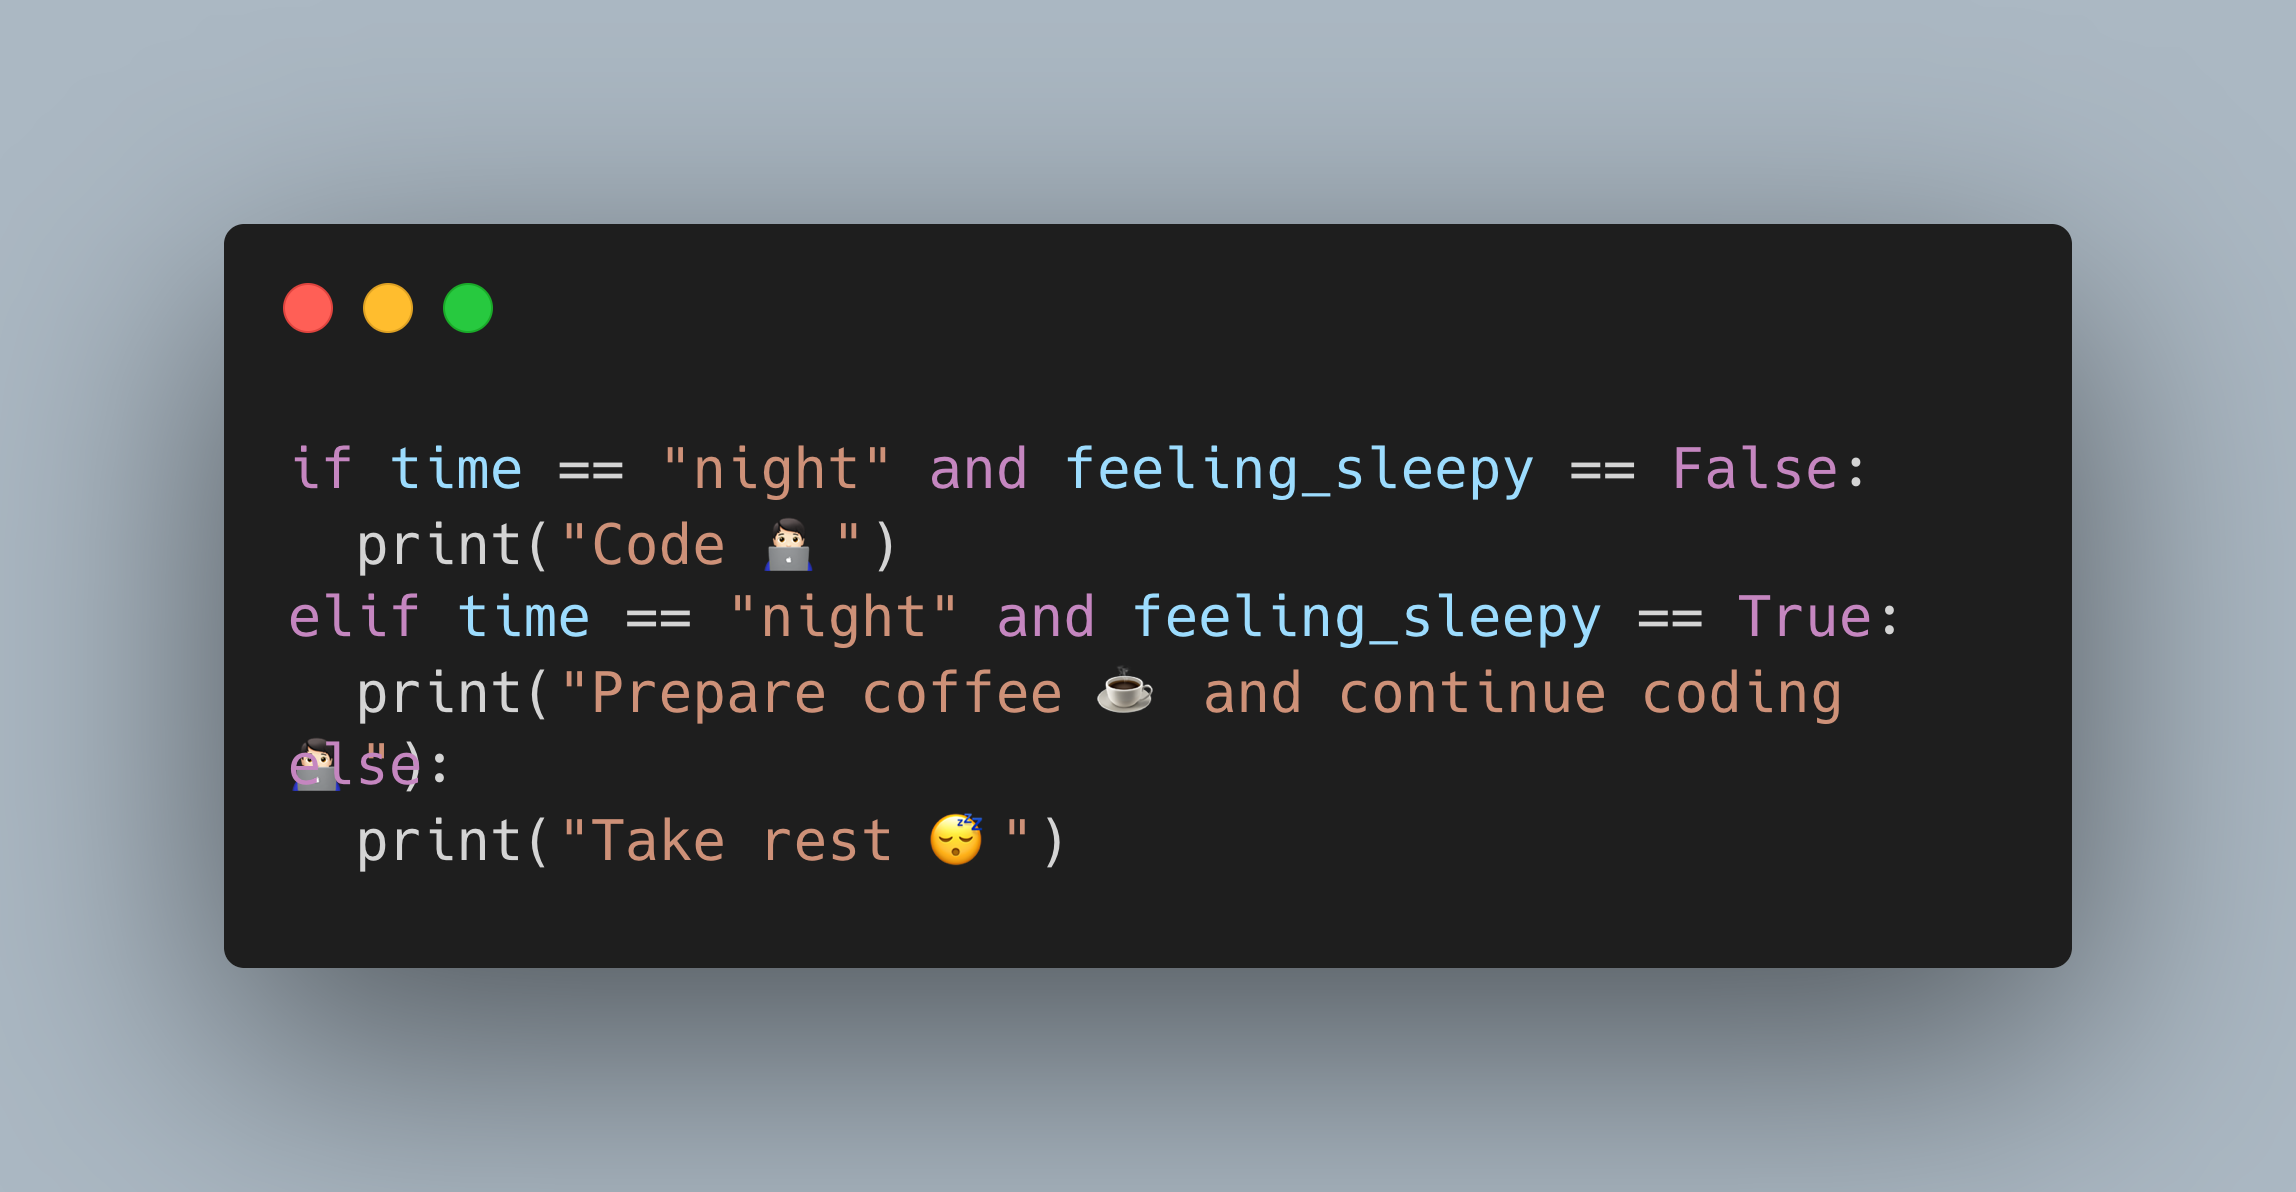 if time == "night" and feeling_sleepy == False:
  print("Code 🧑🏻‍💻 ")
elif time == "night" and feeling_sleepy == True:
  print("Prepare coffee ☕ and continue coding
🧑🏻‍💻 ")
else:
  print("Take rest 😴 ")